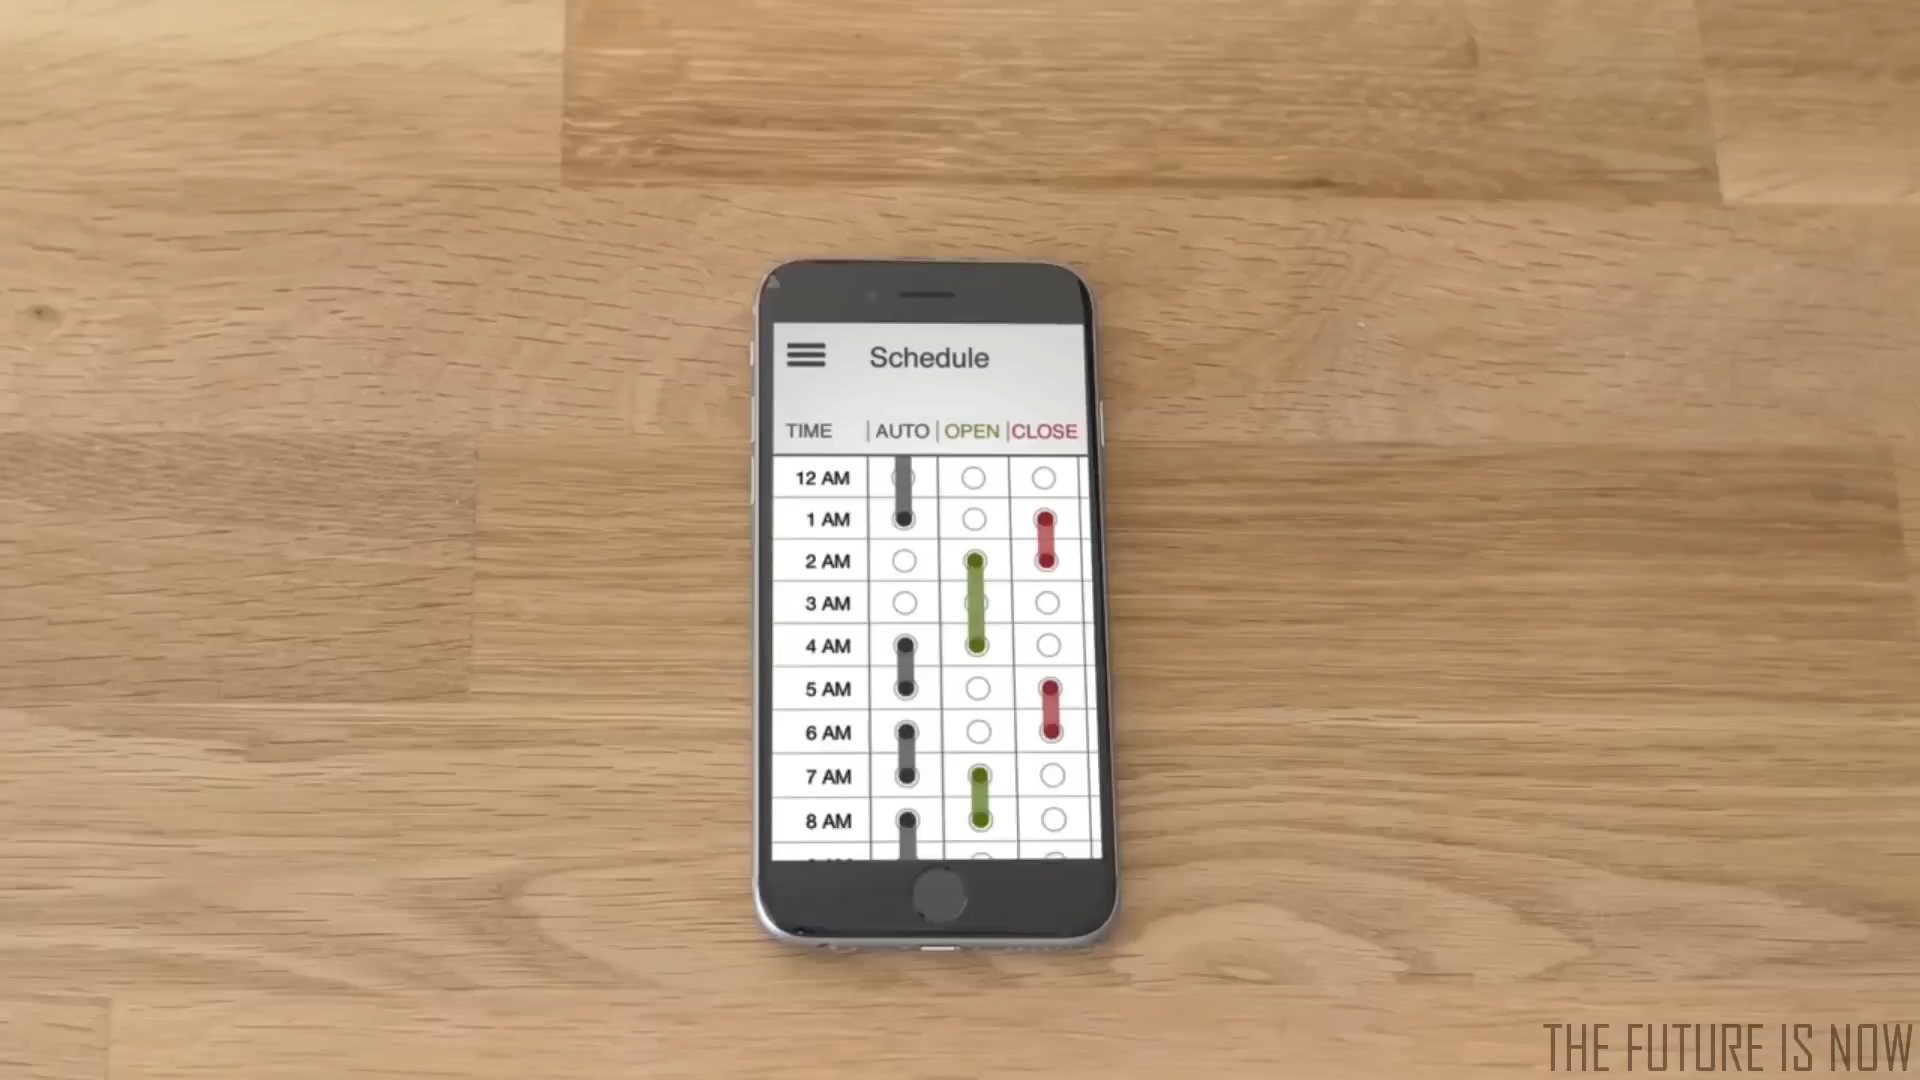 Schedule
TIME | AUTO | OPEN | CLOSE
12 AM
1 AM
2 AM
3 AM
4 AM
5 AM
6 AM
7 AM
8 AM
THE FUTURE IS NOW